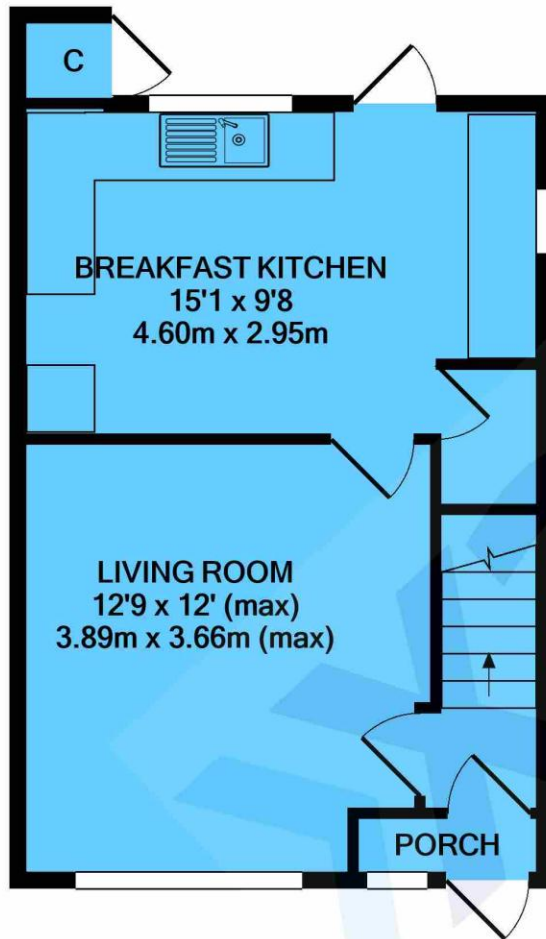 C
BREAKFAST KITCHEN
15'1 x 9'8
4.60m x 2.95m
LIVING ROOM
12'9 x 12' (max)
3.89m x 3.66m (max)
PORCH